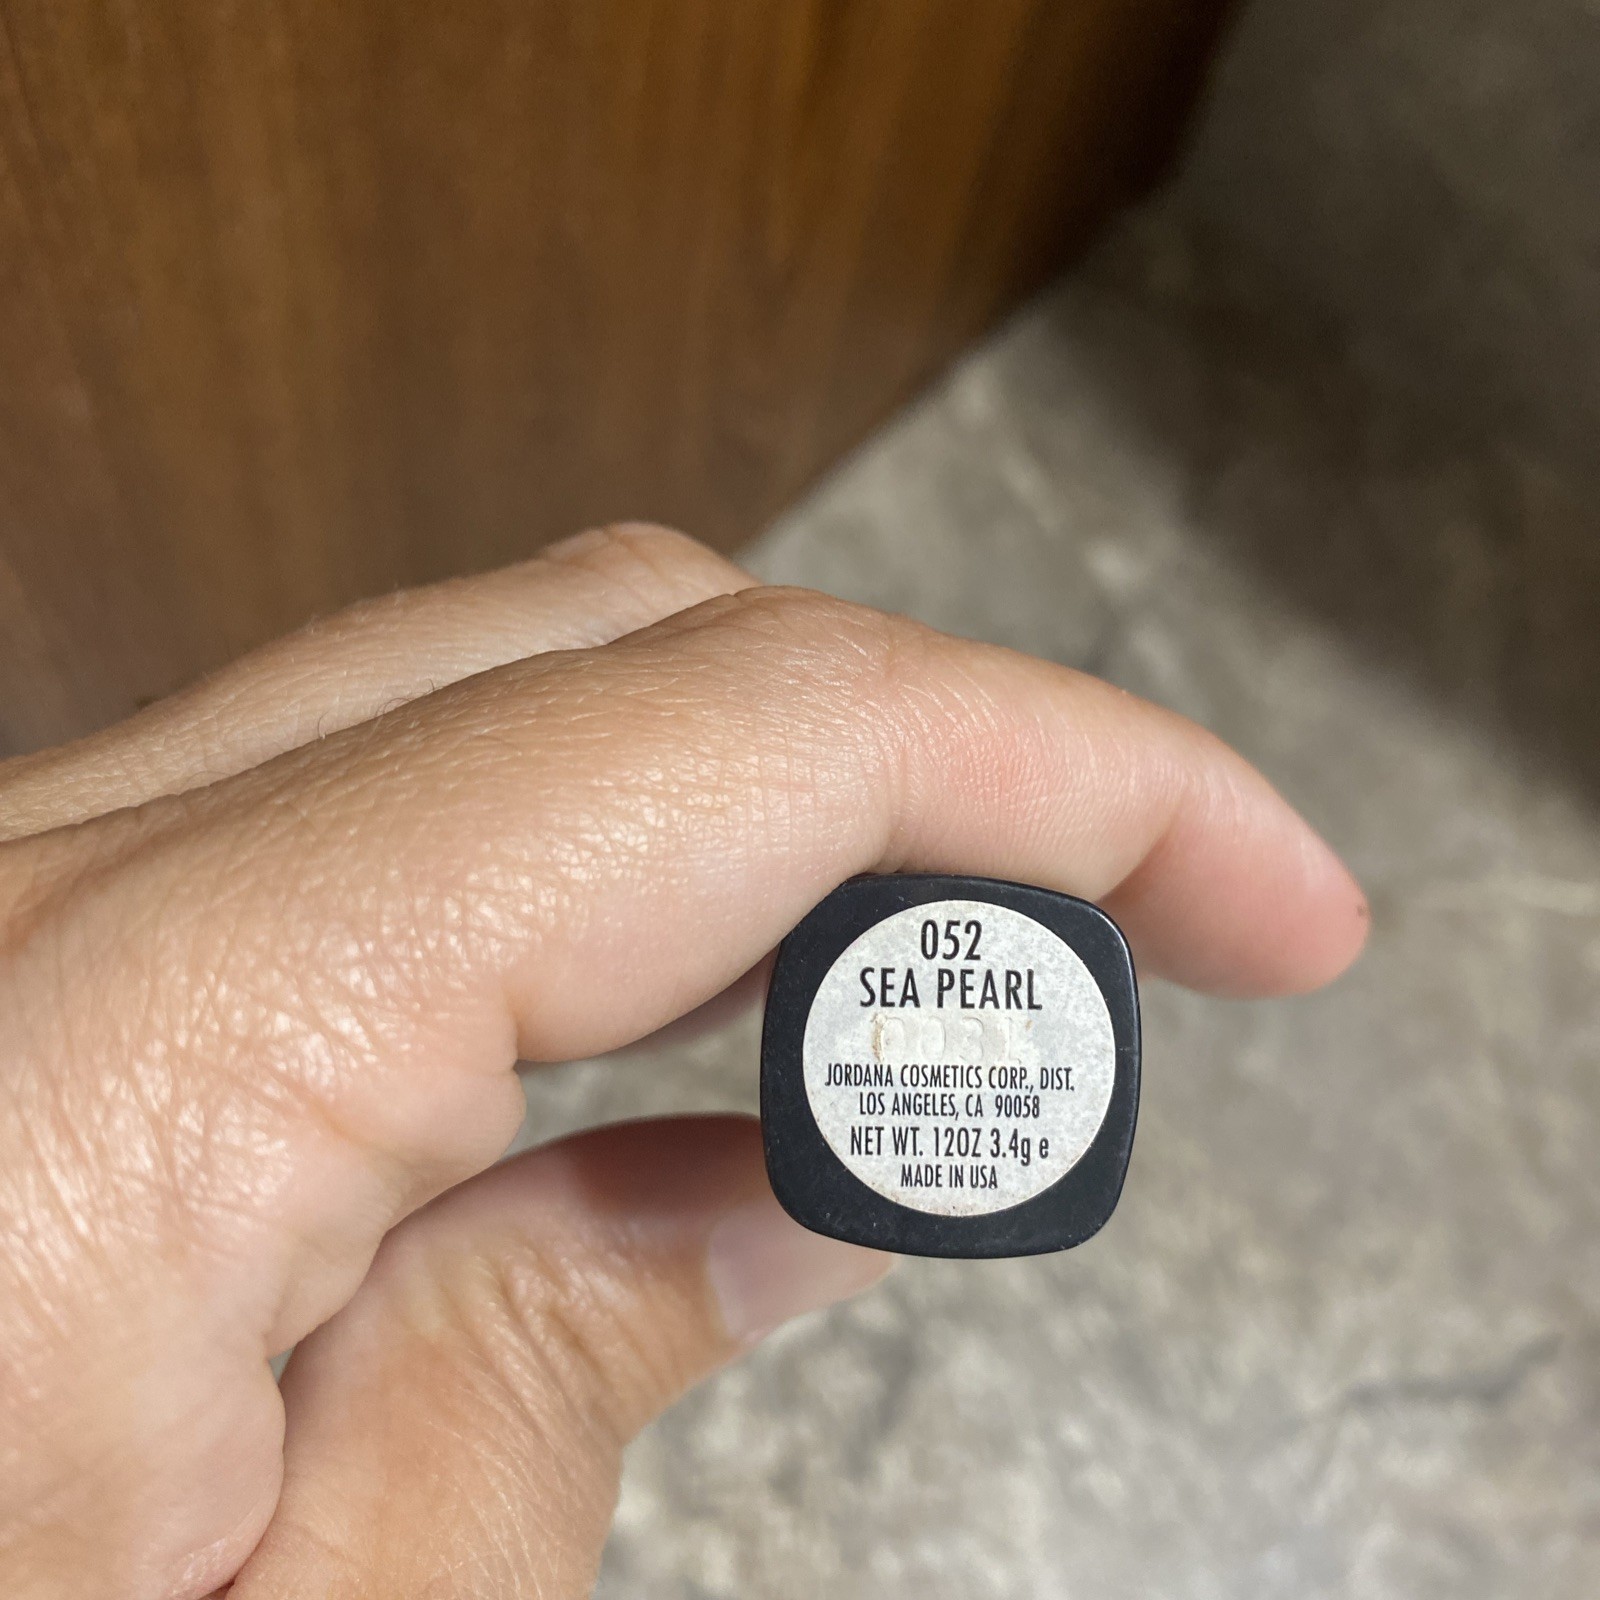 052
SEA PEARL
JORDANA COSMETICS CORP., DIST.
LOS ANGELES, CA 90058
NET WT. 12OZ 3.4g e
MADE IN USA